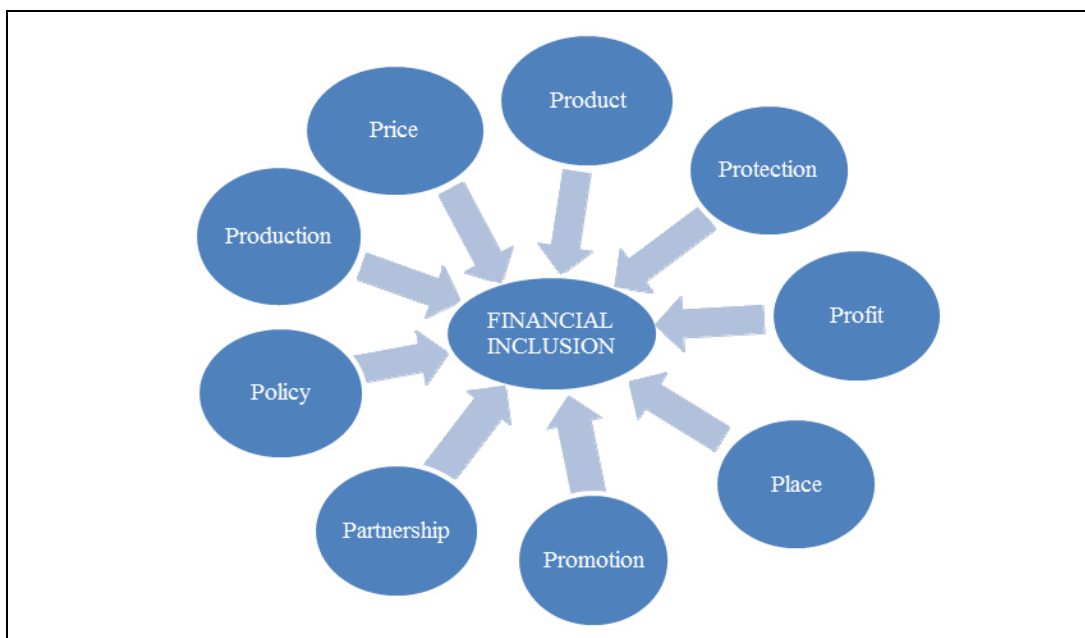 Product
Price
Protection
Production
Profit
FINANCIAL
INCLUSION
Policy
Place
Partnership
Promotion